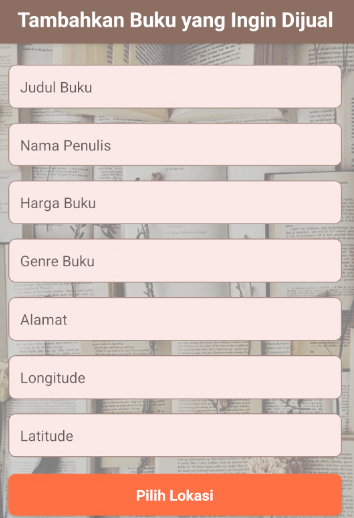 Tambahkan Buku yang Ingin Dijual
Judul Buku
Nama Penulis
Harga Buku
Genre Buku
Alamat
Longitude
Latitude
Pilih Lokasi